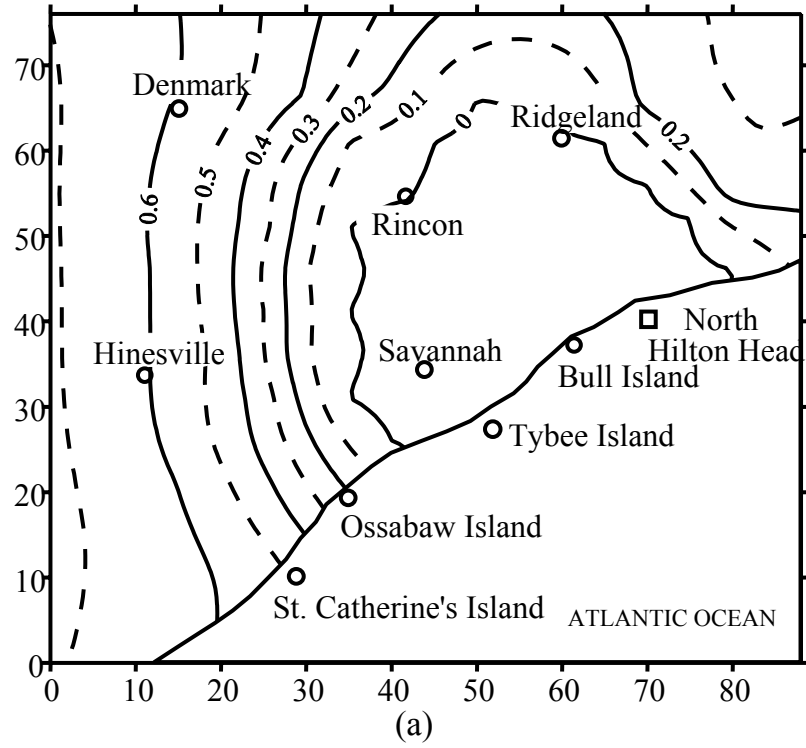 70
Denmark
0.2
0.1
0.3
0.4
0
Ridgeland
0.2
60
0.5
0.6
Rincon
50
40
North
Hilton Head
Hinesville
Savannah
Bull Island
30
Tybee Island
20
Ossabaw Island
10
St. Catherine's Island
ATLANTIC OCEAN
0
0 10 20 30 40 50 60 70 80
(a)